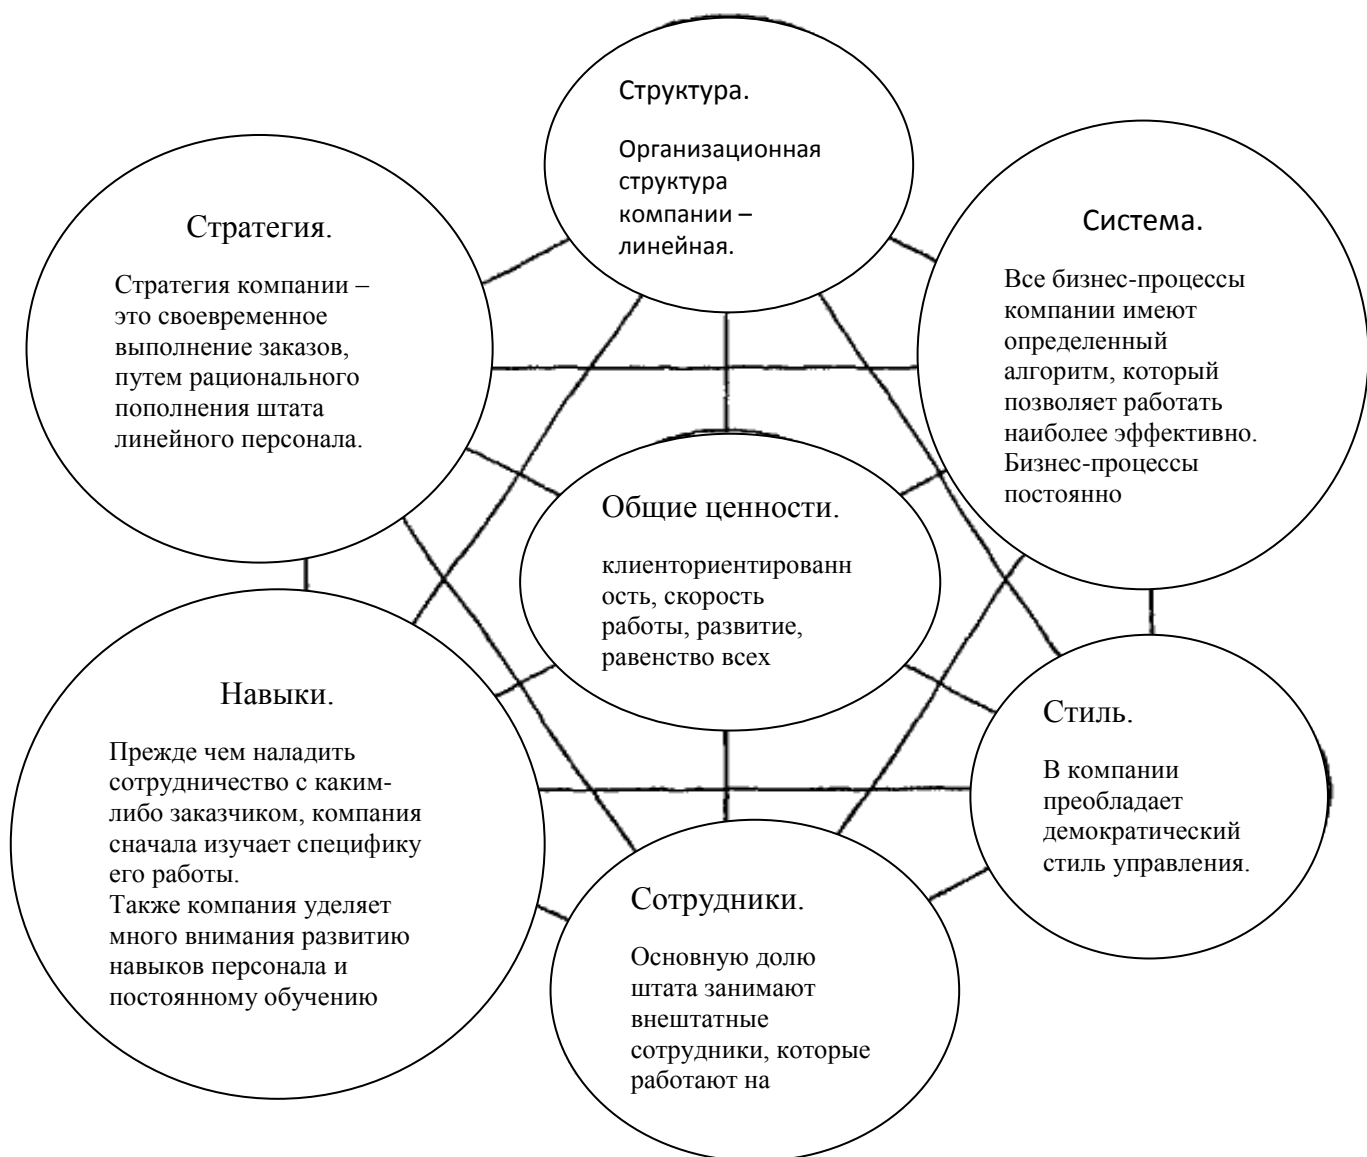 Структура.
Организационная
структура
компании –
линейная.
Стратегия.
Стратегия компании –
это своевременное
выполнение заказов,
путем рационального
пополнения штата
линейного персонала.
Система.
Все бизнес-процессы
компании имеют
определенный
алгоритм, который
позволяет работать
наиболее эффективно.
Бизнес-процессы
постоянно
Общие ценности.
клиенториентированн
ость, скорость
работы, развитие,
равенство всех
Навыки.
Прежде чем наладить
сотрудничество с каким-
либо заказчиком, компания
сначала изучает специфику
его работы.
Также компания уделяет
много внимания развитию
навыков персонала и
постоянному обучению
Стиль.
В компании
преобладает
демократический
стиль управления.
Сотрудники.
Основную долю
штата занимают
внештатные
сотрудники, которые
работают на